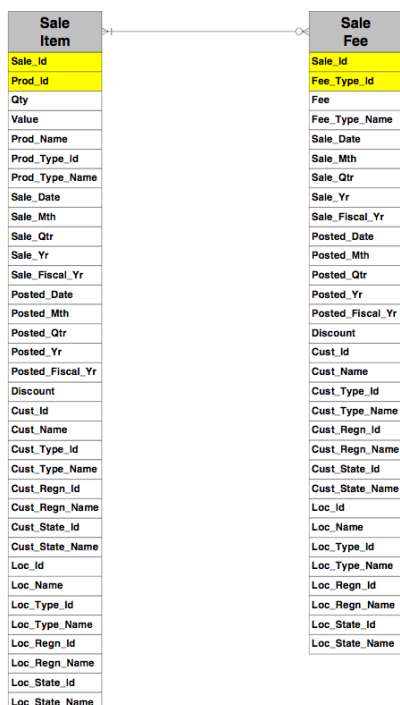 Sale
Item
Sale_Id
Prod_Id
Qty
Value
Prod_Name
Prod_Type_Id
Prod_Type_Name
Sale_Date
Sale_Mth
Sale_Qtr
Sale_Yr
Sale_Fiscal_Yr
Posted_Date
Posted_Mth
Posted_Qtr
Posted_Yr
Posted_Fiscal_Yr
Discount
Cust_Id
Cust_Name
Cust_Type_Id
Cust_Type_Name
Cust_Regn_Id
Cust_Regn_Name
Cust_State_Id
Cust_State_Name
Loc_Id
Loc_Name
Loc_Type_Id
Loc_Type_Name
Loc_Regn_Id
Loc_Regn_Name
Loc_State_Id
Loc_State_Name
Sale
Fee
Sale_Id
Fee_Type_Id
Fee
Fee_Type_Name
Sale_Date
Sale_Mth
Sale_Qtr
Sale_Yr
Sale_Fiscal_Yr
Posted_Date
Posted_Mth
Posted_Qtr
Posted_Yr
Posted_Fiscal_Yr
Discount
Cust_Id
Cust_Name
Cust_Type_Id
Cust_Type_Name
Cust_Regn_Id
Cust_Regn_Name
Cust_State_Id
Cust_State_Name
Loc_Id
Loc_Name
Loc_Type_Id
Loc_Type_Name
Loc_Regn_Id
Loc_Regn_Name
Loc_State_Id
Loc_State_Name